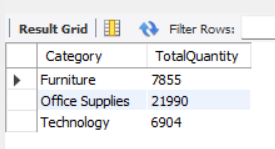 Result Grid Filter Rows:
Category TotalQuantity
Furniture 7855
Office Supplies 21990
Technology 6904